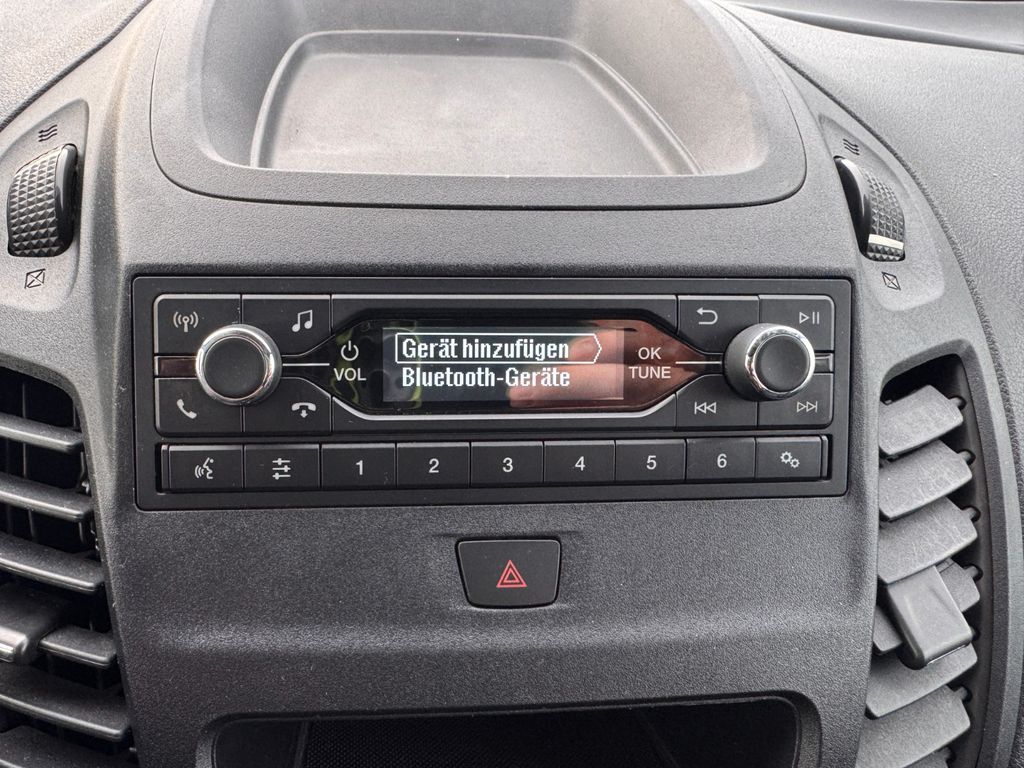 Gerät hinzufügen
Bluetooth-Geräte
VOL
OK
TUNE
1 2 3 4 5 6